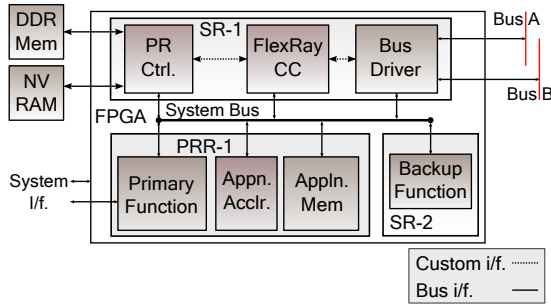 DDR
Mem
NV
RAM
SR-1
PR
Ctrl.
FlexRay
CC
Bus
Driver
Bus A
Bus B
FPGA
System Bus
PRR-1
Primary
Function
Appn.
Acclr.
Appln.
Mem
Backup
Function
SR-2
System
I/f.
Custom i/f.
Bus i/f.